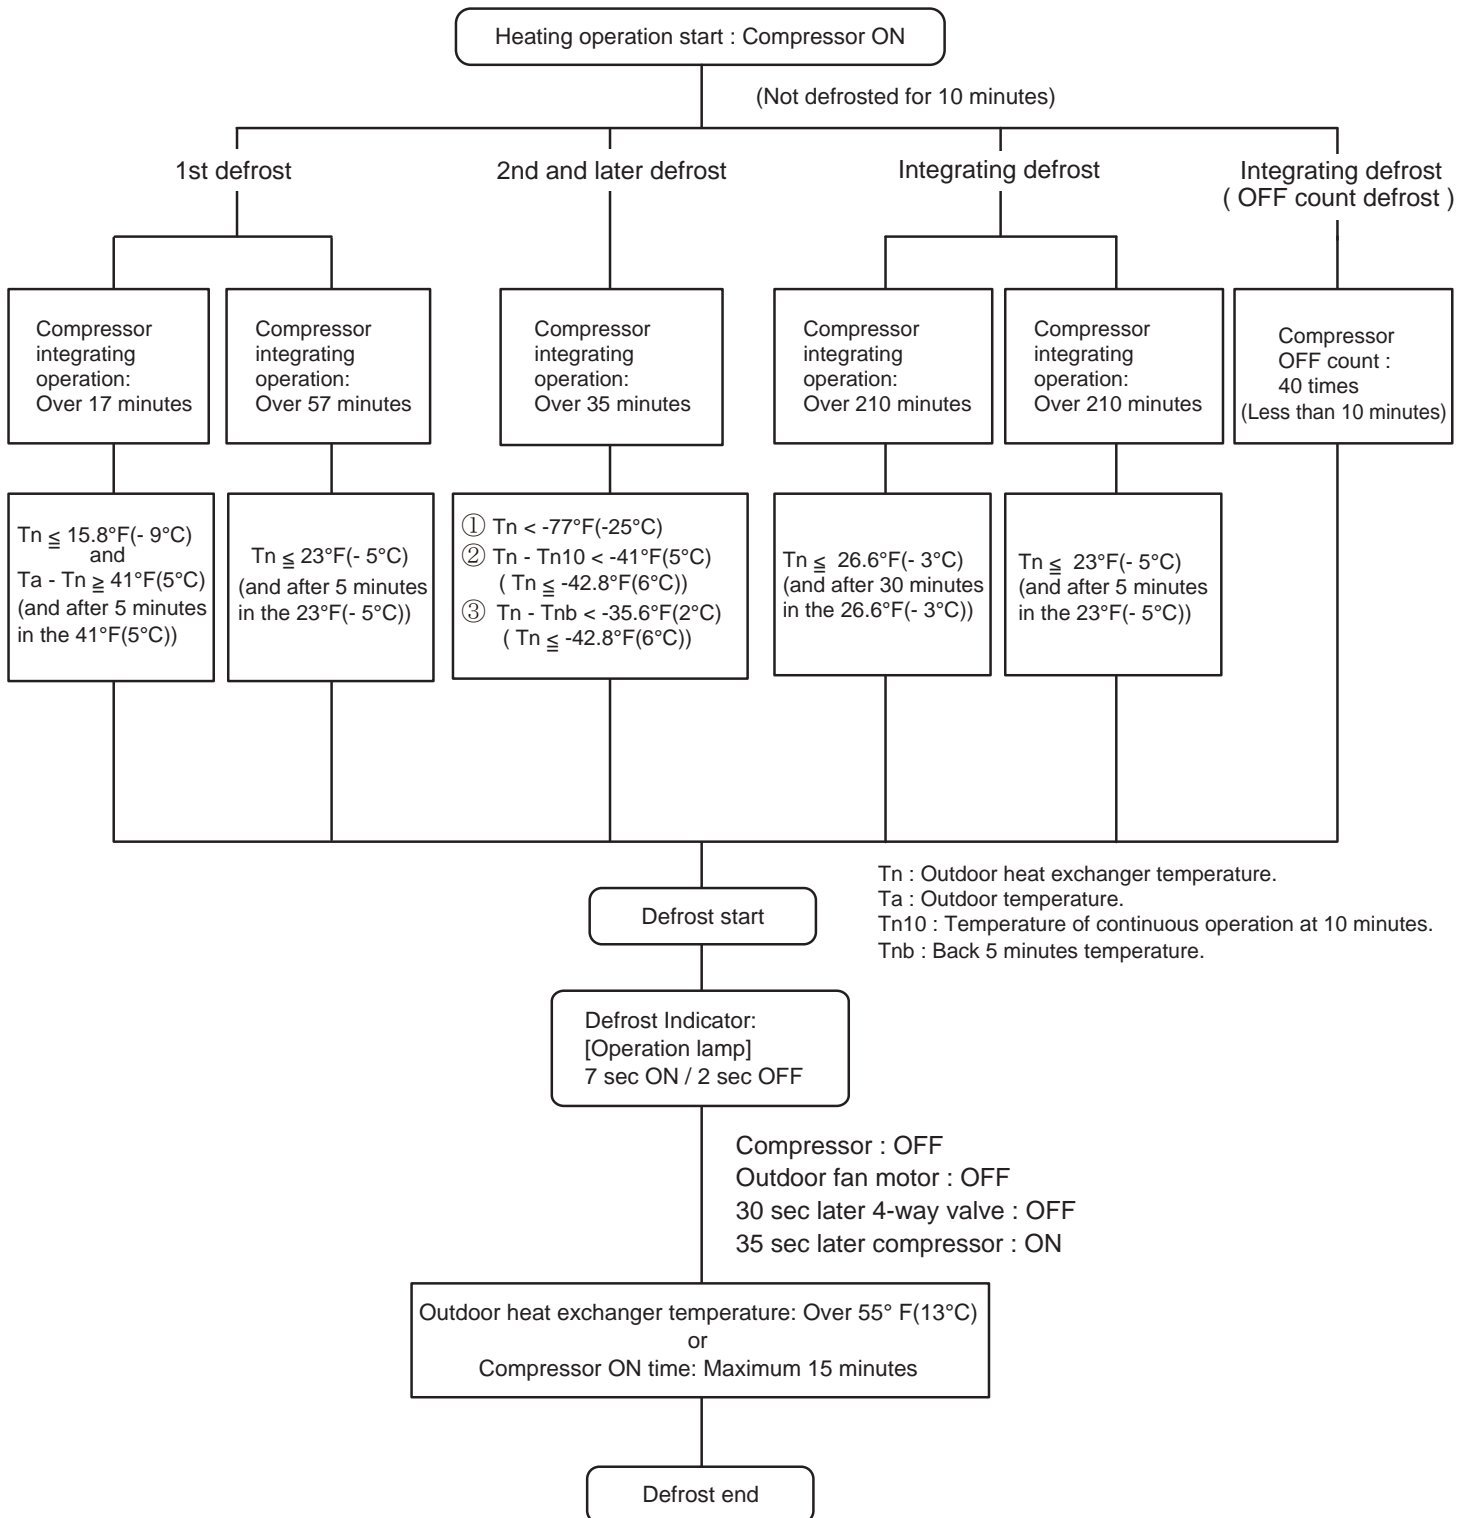 Heating operation start : Compressor ON
(Not defrosted for 10 minutes)
1st defrost
2nd and later defrost
Integrating defrost
Integrating defrost
( OFF count defrost )
Compressor
integrating
operation:
Over 17 minutes
Compressor
integrating
operation:
Over 57 minutes
Compressor
integrating
operation:
Over 35 minutes
Compressor
integrating
operation:
Over 210 minutes
Compressor
integrating
operation:
Over 210 minutes
Compressor
OFF count :
40 times
(Less than 10 minutes)
Tn ≦ 15.8°F(- 9°C)
and
Ta - Tn ≧ 41°F(5°C)
(and after 5 minutes
in the 41°F(5°C))
Tn ≦ 23°F(- 5°C)
(and after 5 minutes
in the 23°F(- 5°C))
① Tn < -77°F(-25°C)
② Tn - Tn10 < -41°F(5°C)
( Tn ≦ -42.8°F(6°C))
③ Tn - Tnb < -35.6°F(2°C)
( Tn ≦ -42.8°F(6°C))
Tn ≦ 26.6°F(- 3°C)
(and after 30 minutes
in the 26.6°F(- 3°C))
Tn ≦ 23°F(- 5°C)
(and after 5 minutes
in the 23°F(- 5°C))
Tn : Outdoor heat exchanger temperature.
Ta : Outdoor temperature.
Tn10 : Temperature of continuous operation at 10 minutes.
Tnb : Back 5 minutes temperature.
Defrost start
Defrost Indicator:
[Operation lamp]
7 sec ON / 2 sec OFF
Compressor : OFF
Outdoor fan motor : OFF
30 sec later 4-way valve : OFF
35 sec later compressor : ON
Outdoor heat exchanger temperature: Over 55° F(13°C)
or
Compressor ON time: Maximum 15 minutes
Defrost end